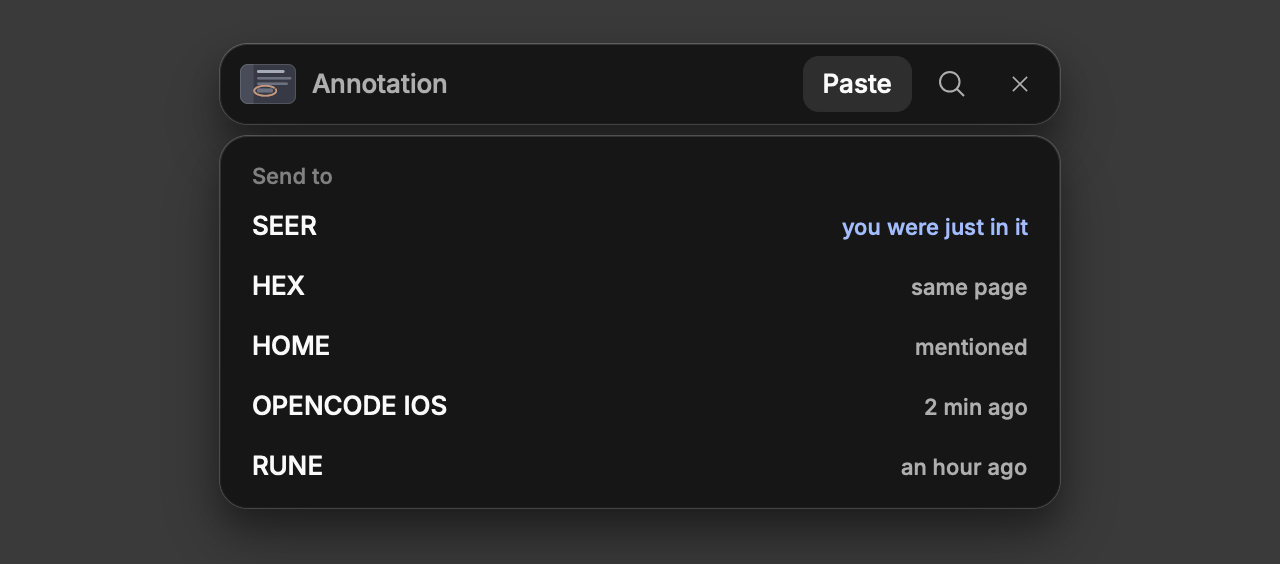 Annotation Paste
Send to
SEER you were just in it
HEX same page
HOME mentioned
OPENCODE IOS 2 min ago
RUNE an hour ago